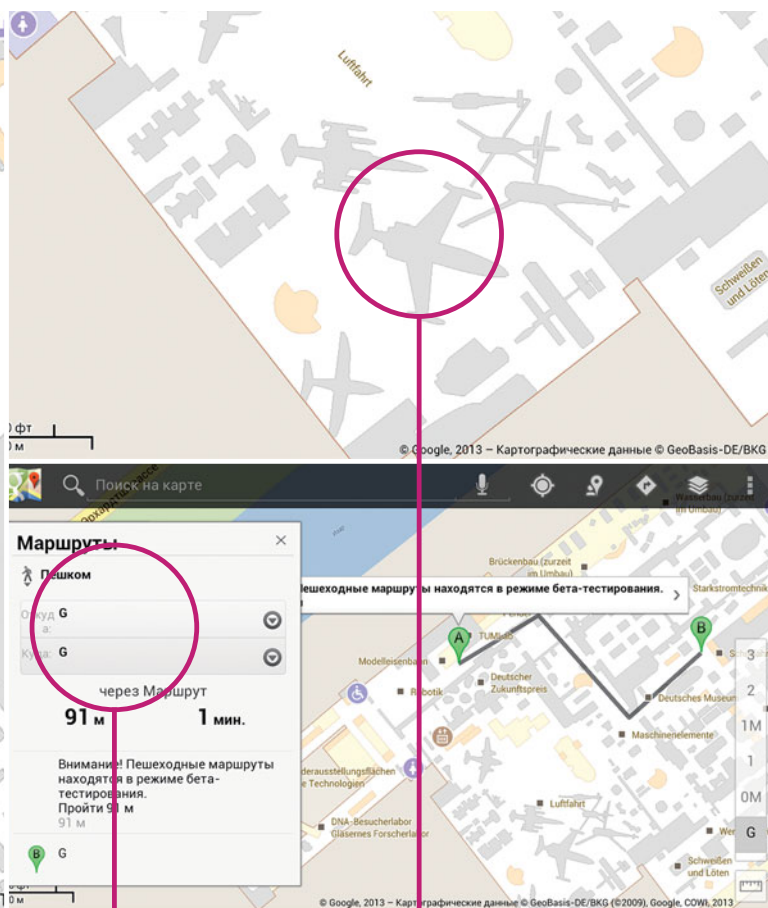 Luftfahrt
Schweißen
und Löten
фт
м
© Google, 2013 – Картографические данные © GeoBasis-DE/BKG
Поиск на карте
Wasserbau (zurzeit
im Umbau)
Маршруты
×
Пешком
Откуд
а:
G
Куда:
G
через Маршрут
91 м
1 мин.
Внимание! Пешеходные маршруты
находятся в режиме бета-
тестирования.
Пройти 91 м
91 м
B
G
Brückenbau (zurzeit
im Umbau)
Пешеходные маршруты находятся в режиме бета-тестирования.
Starkstromtechnik
A
TUMlab
B
Modelleisenbahn
Robotik
Deutscher
Zukunftspreis
Deutsches Museum
Maschinenelemente
Luftfahrt
DNA-Besucherlabor
Gläsernes Forscherlabor
Schweißen
und Löten
3
2
1M
1
0M
G
© Google, 2013 – Картографические данные © GeoBasis-DE/BKG (©2009), Google, COWI, 2013